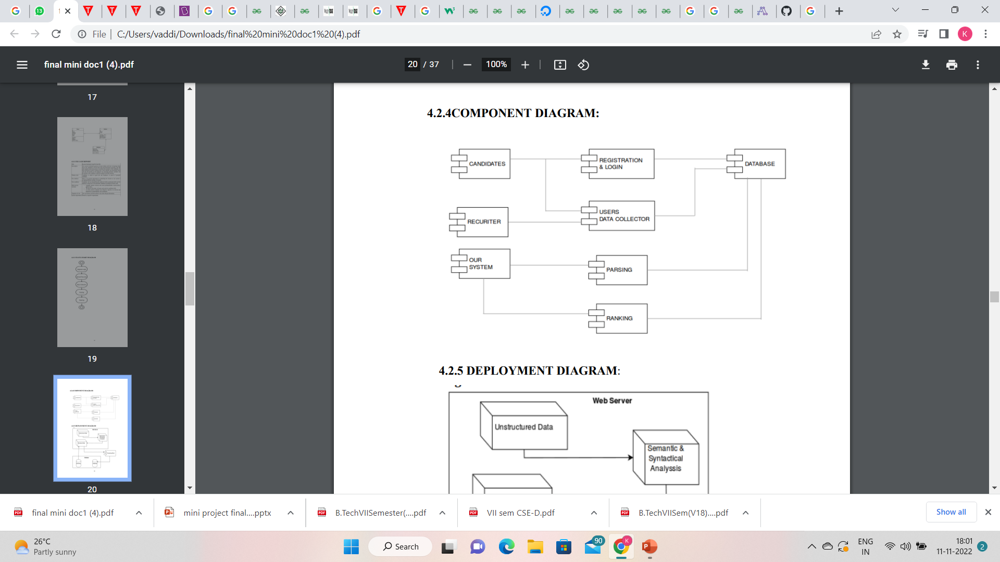 13
File
C:/Users/vaddi/Downloads/final%20mini%20doc1%20(4).pdf
K
final mini doc1 (4).pdf
20 / 37
100%
17
18
19
20
4.2.4COMPONENT DIAGRAM:
CANDIDATES
REGISTRATION
& LOGIN
DATABASE
RECURITER
USERS
DATA COLLECTOR
OUR
SYSTEM
PARSING
RANKING
4.2.5 DEPLOYMENT DIAGRAM:
Web Server
Unstructured Data
Semantic &
Syntactical
Analyssis
final mini doc1 (4).pdf
mini project final....pptx
B.TechVIISemester(....pdf
VII sem CSE-D.pdf
B.TechVIISem(V18)....pdf
Show all
26°C
Partly sunny
Search
90
K
ENG
IN
18:01
11-11-2022
2